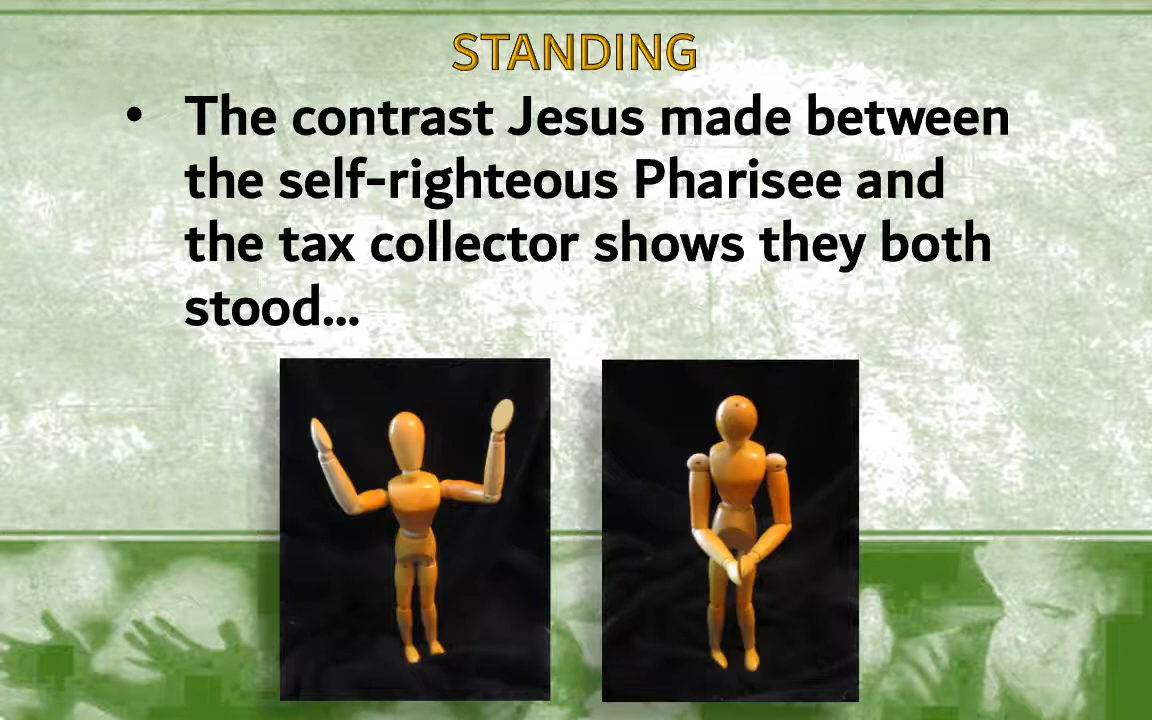 STANDING
• The contrast Jesus made between
the self-righteous Pharisee and
the tax collector shows they both
stood...